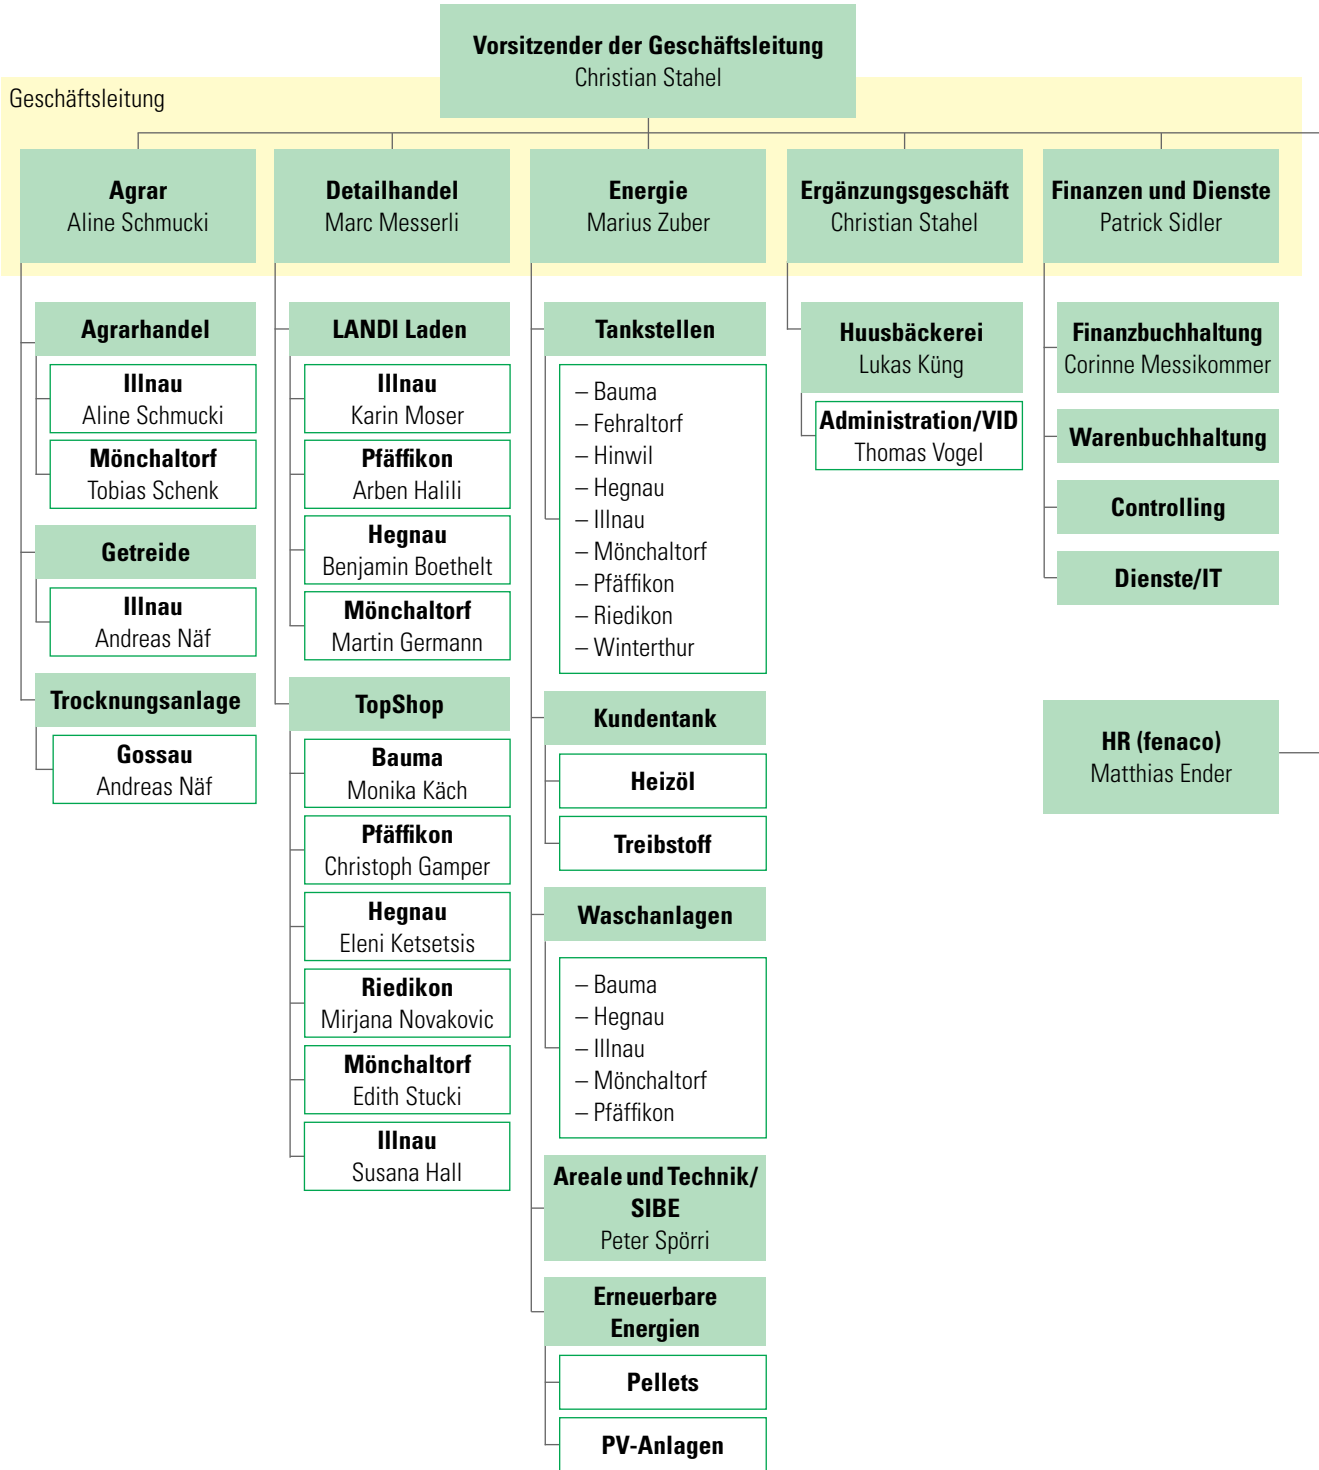 Vorsitzender der Geschäftsleitung
Christian Stahel
Geschäftsleitung
Agrar
Aline Schmucki
Detailhandel
Marc Messerli
Energie
Marius Zuber
Ergänzungsgeschäft
Christian Stahel
Finanzen und Dienste
Patrick Sidler
Agrarhandel
Illnau
Aline Schmucki
Mönchaltorf
Tobias Schenk
Getreide
Illnau
Andreas Näf
Trocknungsanlage
Gossau
Andreas Näf
LANDI Laden
Illnau
Karin Moser
Pfäffikon
Arben Halili
Hegnau
Benjamin Boethelt
Mönchaltorf
Martin Germann
TopShop
Bauma
Monika Käch
Pfäffikon
Christoph Gamper
Hegnau
Eleni Ketsetsis
Riedikon
Mirjana Novakovic
Mönchaltorf
Edith Stucki
Illnau
Susana Hall
Tankstellen
– Bauma
– Fehraltorf
– Hinwil
– Hegnau
– Illnau
– Mönchaltorf
– Pfäffikon
– Riedikon
– Winterthur
Kundentank
Heizöl
Treibstoff
Waschanlagen
– Bauma
– Hegnau
– Illnau
– Mönchaltorf
– Pfäffikon
Areale und Technik/
SIBE
Peter Spörri
Erneuerbare
Energien
Pellets
PV-Anlagen
Huusbäckerei
Lukas Küng
Administration/VID
Thomas Vogel
Finanzbuchhaltung
Corinne Messikommer
Warenbuchhaltung
Controlling
Dienste/IT
HR (fenaco)
Matthias Ender